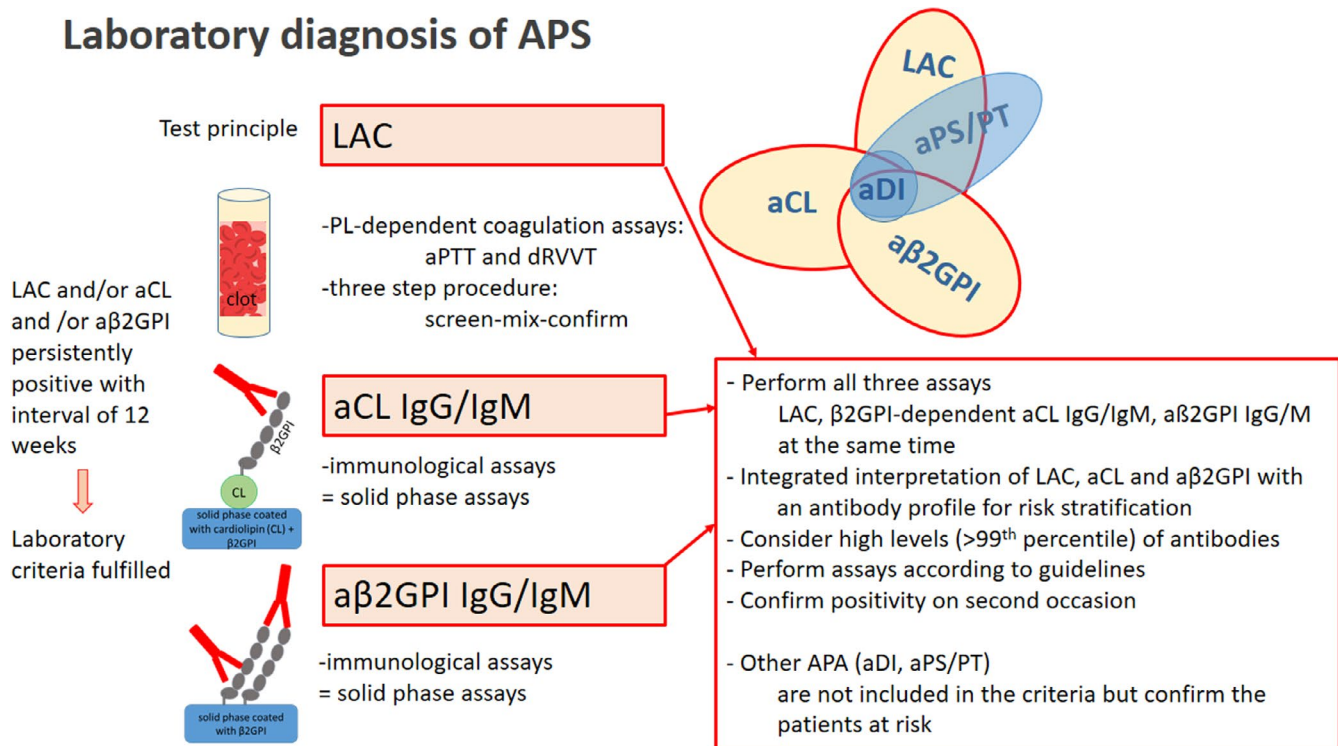 Laboratory diagnosis of APS
Test principle
LAC
-PL-dependent coagulation assays:
aPTT and dRVVT
-three step procedure:
screen-mix-confirm
clot
LAC and/or aCL
and /or aβ2GPI
persistently
positive with
interval of 12
weeks
Laboratory
criteria fulfilled
aCL IgG/IgM
-immunological assays
= solid phase assays
β2GPI
CL
solid phase coated
with cardiolipin (CL) +
β2GPI
aβ2GPI IgG/IgM
-immunological assays
= solid phase assays
solid phase coated
with β2GPI
LAC
aPS/PT
aCL
aDI
aβ2GPI
- Perform all three assays
LAC, β2GPI-dependent aCL IgG/IgM, aß2GPI IgG/M
at the same time
- Integrated interpretation of LAC, aCL and aβ2GPI with
an antibody profile for risk stratification
- Consider high levels (>99th percentile) of antibodies
- Perform assays according to guidelines
- Confirm positivity on second occasion
- Other APA (aDI, aPS/PT)
are not included in the criteria but confirm the
patients at risk